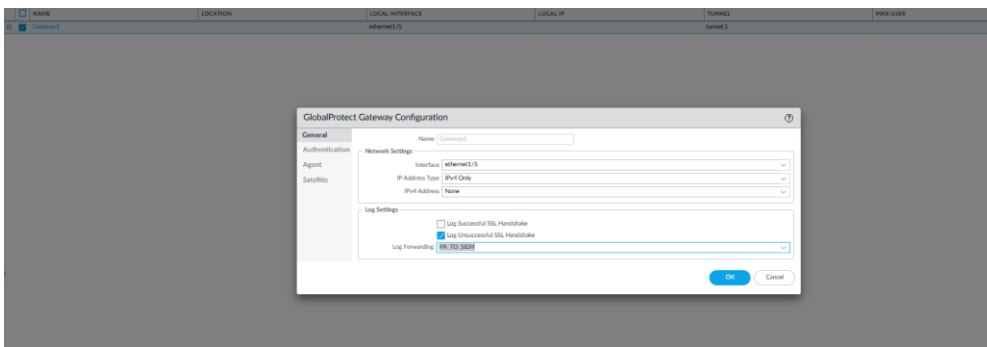 NAME LOCATION LOCAL INTERFACE LOCAL IP TUNNEL MAX USER
Gateway1 ethernet1/5 tunnel.1
GlobalProtect Gateway Configuration
General
Authentication
Agent
Satellite
Name Gateway1
Network Settings
Interface ethernet1/5
IP Address Type IPv4 Only
IPv4 Address None
Log Settings
Log Successful SSL Handshake
Log Unsuccessful SSL Handshake
Log Forwarding PA_TO_SIEM
OK Cancel